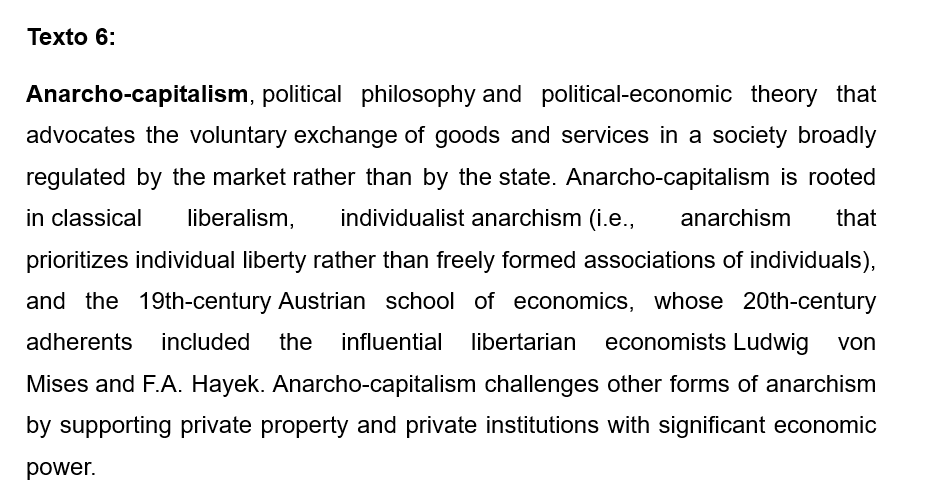 Texto 6:
Anarcho-capitalism, political philosophy and political-economic theory that
advocates the voluntary exchange of goods and services in a society broadly
regulated by the market rather than by the state. Anarcho-capitalism is rooted
in classical liberalism, individualist anarchism (i.e., anarchism that
prioritizes individual liberty rather than freely formed associations of individuals),
and the 19th-century Austrian school of economics, whose 20th-century
adherents included the influential libertarian economists Ludwig von
Mises and F.A. Hayek. Anarcho-capitalism challenges other forms of anarchism
by supporting private property and private institutions with significant economic
power.